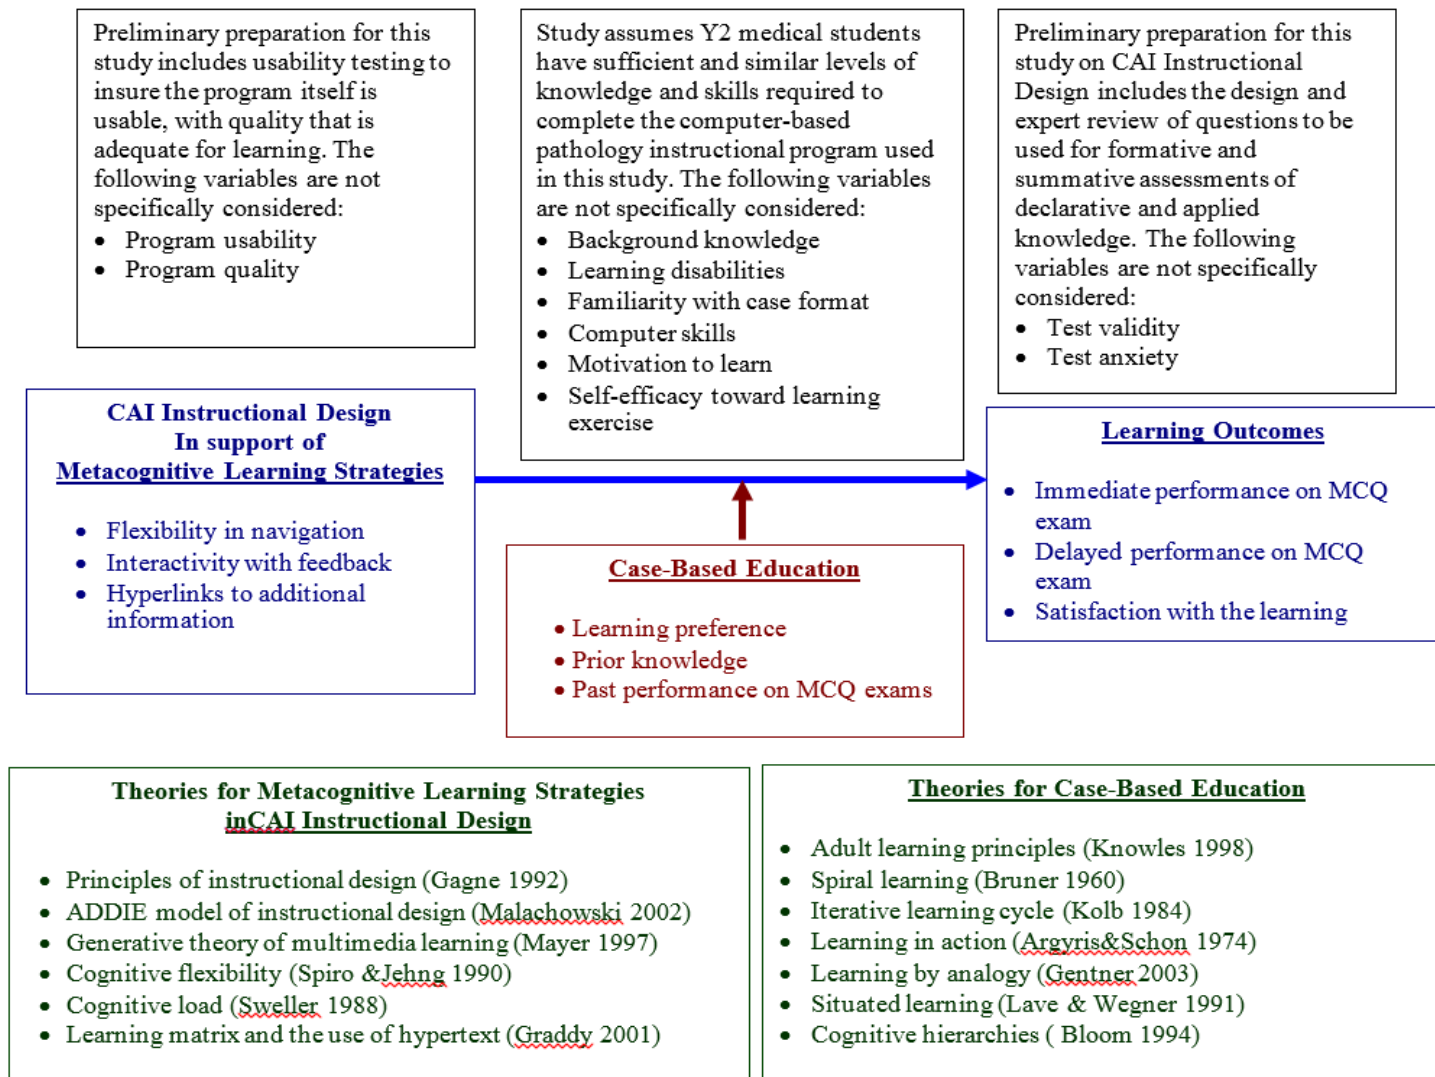 Preliminary preparation for this
study includes usability testing to
insure the program itself is
usable, with quality that is
adequate for learning. The
following variables are not
specifically considered:
• Program usability
• Program quality
Study assumes Y2 medical students
have sufficient and similar levels of
knowledge and skills required to
complete the computer-based
pathology instructional program used
in this study. The following variables
are not specifically considered:
• Background knowledge
• Learning disabilities
• Familiarity with case format
• Computer skills
• Motivation to learn
• Self-efficacy toward learning
exercise
Preliminary preparation for this
study on CAI Instructional
Design includes the design and
expert review of questions to be
used for formative and
summative assessments of
declarative and applied
knowledge. The following
variables are not specifically
considered:
• Test validity
• Test anxiety
CAI Instructional Design
In support of
Metacognitive Learning Strategies
• Flexibility in navigation
• Interactivity with feedback
• Hyperlinks to additional
information
Case-Based Education
• Learning preference
• Prior knowledge
• Past performance on MCQ exams
Learning Outcomes
• Immediate performance on MCQ
exam
• Delayed performance on MCQ
exam
• Satisfaction with the learning
Theories for Metacognitive Learning Strategies
inCAI Instructional Design
• Principles of instructional design (Gagne 1992)
• ADDIE model of instructional design (Malachowski 2002)
• Generative theory of multimedia learning (Mayer 1997)
• Cognitive flexibility (Spiro &Jehng 1990)
• Cognitive load (Sweller 1988)
• Learning matrix and the use of hypertext (Graddy 2001)
Theories for Case-Based Education
• Adult learning principles (Knowles 1998)
• Spiral learning (Bruner 1960)
• Iterative learning cycle (Kolb 1984)
• Learning in action (Argyris&Schon 1974)
• Learning by analogy (Gentner 2003)
• Situated learning (Lave & Wegner 1991)
• Cognitive hierarchies ( Bloom 1994)